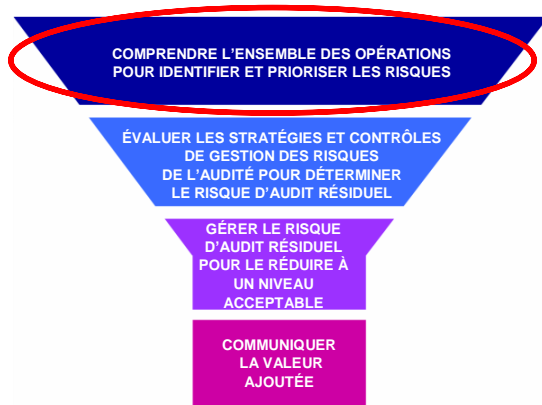 COMPRENDRE L'ENSEMBLE DES OPÉRATIONS
POUR IDENTIFIER ET PRIORISER LES RISQUES
ÉVALUER LES STRATÉGIES ET CONTRÔLES
DE GESTION DES RISQUES
DE L'AUDITÉ POUR DÉTERMINER
LE RISQUE D'AUDIT RÉSIDUEL
GÉRER LE RISQUE
D'AUDIT RÉSIDUEL
POUR LE RÉDUIRE À
UN NIVEAU
ACCEPTABLE
COMMUNIQUER
LA VALEUR
AJOUTÉE